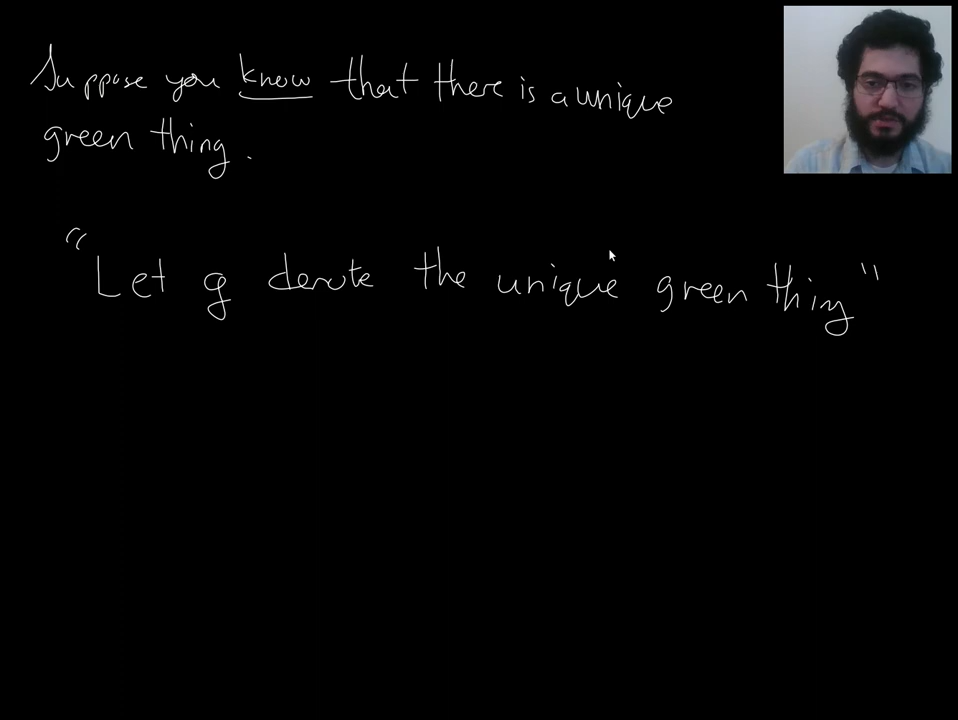 Suppose you know that there is a unique
green thing.
"Let g denote the unique green thing"